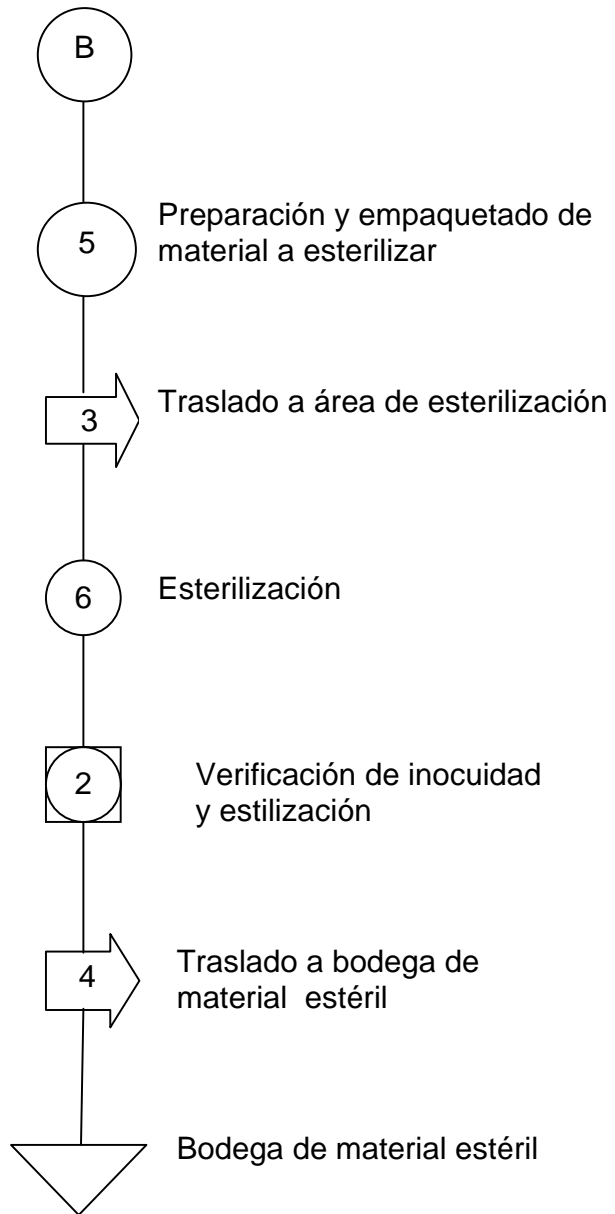 B
5
Preparación y empaquetado de
material a esterilizar
3
Traslado a área de esterilización
6
Esterilización
2
Verificación de inocuidad
y estilización
4
Traslado a bodega de
material estéril
Bodega de material estéril